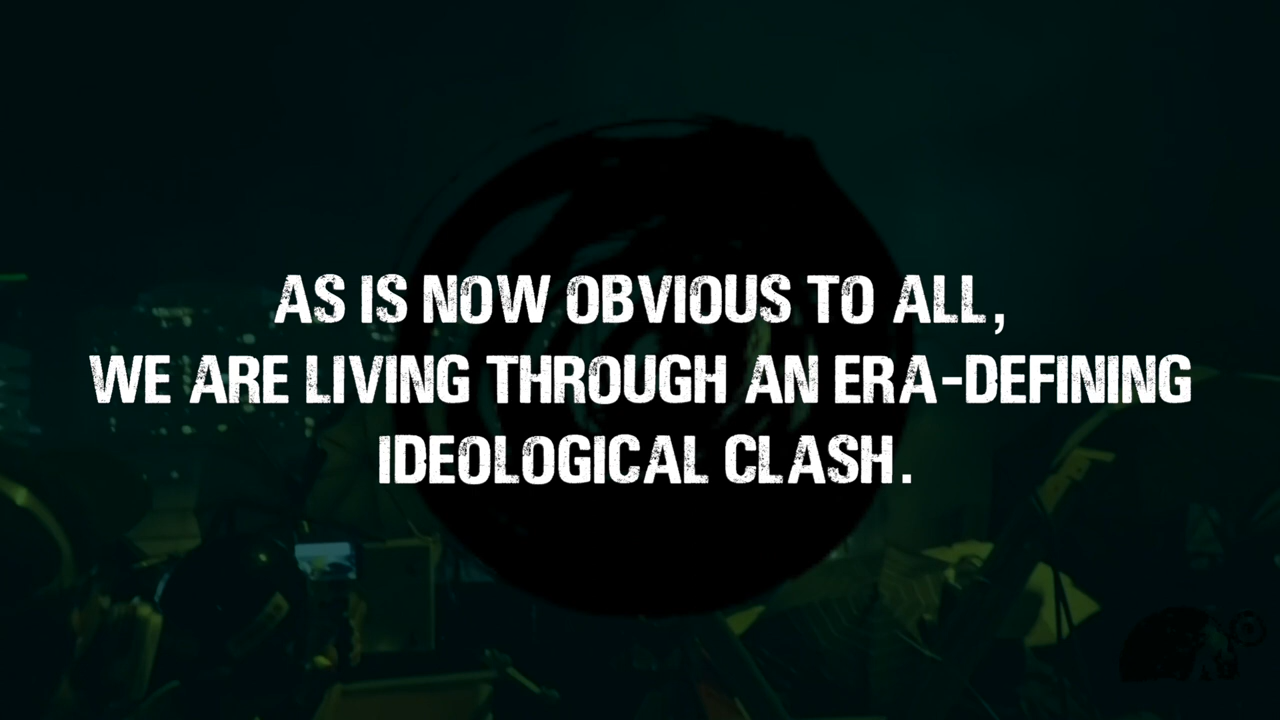 AS IS NOW OBVIOUS TO ALL,
WE ARE LIVING THROUGH AN ERA-DEFINING
IDEOLOGICAL CLASH.